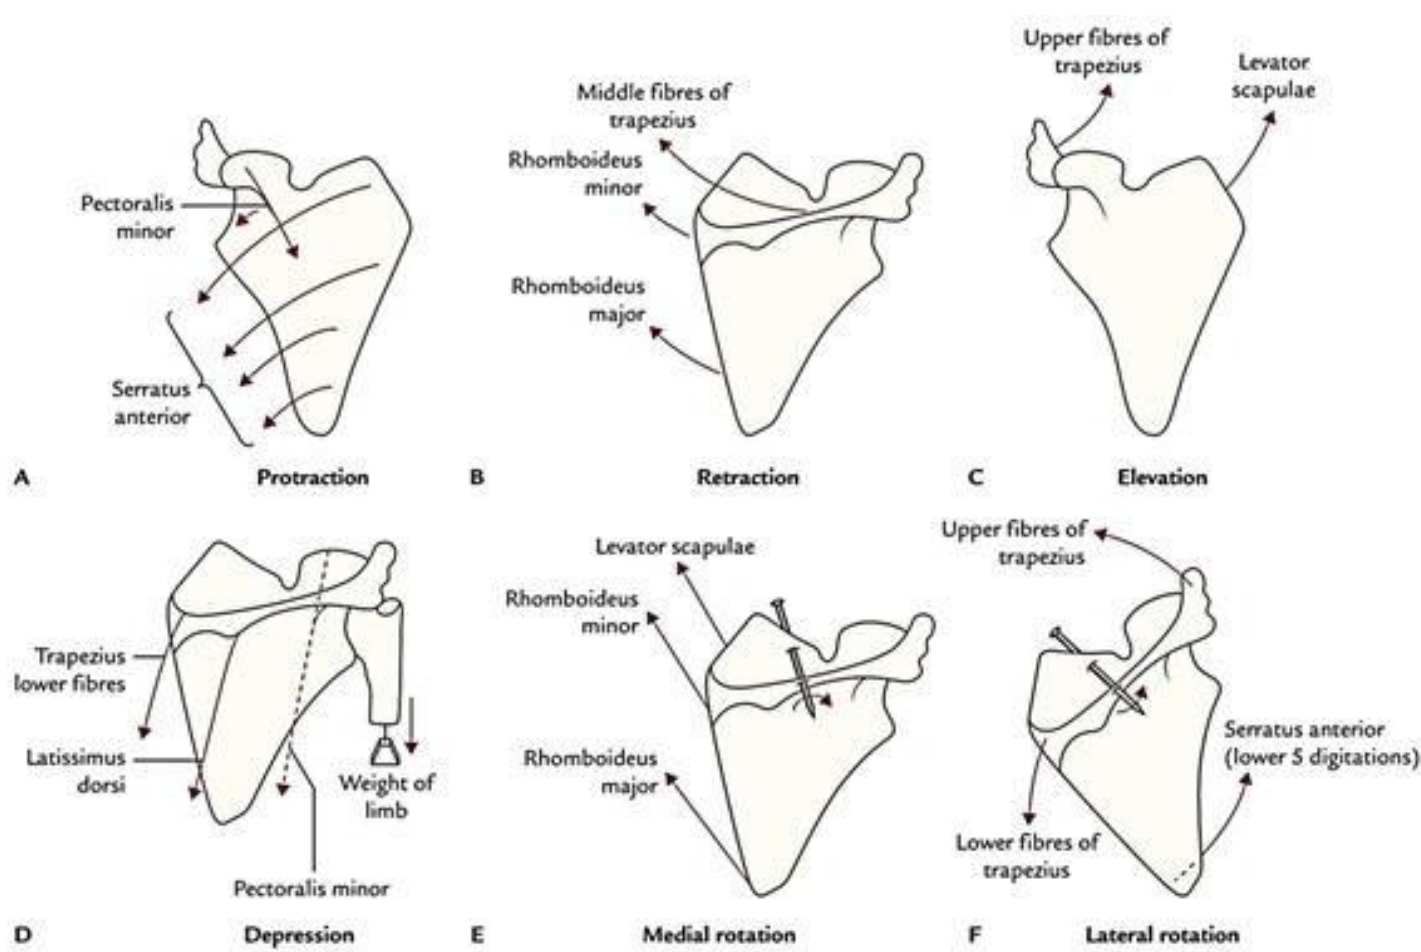 Pectoralis
minor
Serratus
anterior
A
Protraction
Middle fibres of
trapezius
Rhomboideus
minor
Rhomboideus
major
B
Retraction
Upper fibres of
trapezius
Levator
scapulae
C
Elevation
Trapezius
lower fibres
Latissimus
dorsi
Weight of
limb
Pectoralis minor
D
Depression
Levator scapulae
Rhomboideus
minor
Rhomboideus
major
E
Medial rotation
Upper fibres of
trapezius
Serratus anterior
(lower 5 digitations)
Lower fibres of
trapezius
F
Lateral rotation